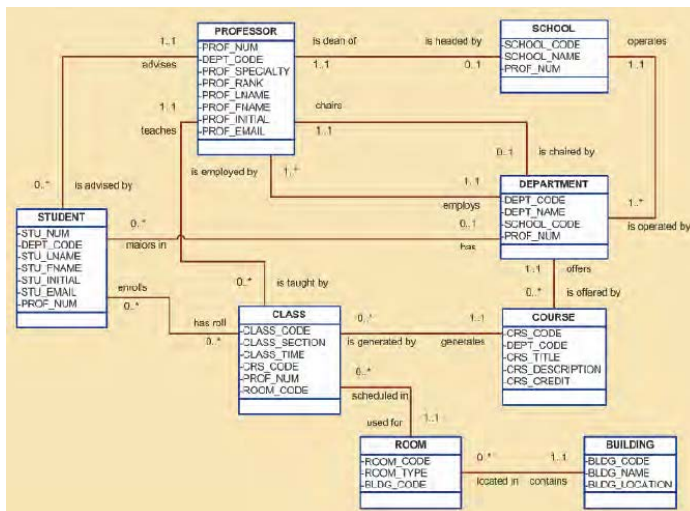 PROFESSOR
PROF_NUM
DEPT_CODE
PROF_SPECIALTY
PROF_RANK
PROF_LNAME
PROF_FNAME
PROF_INITIAL
PROF_EMAIL
SCHOOL
SCHOOL_CODE
SCHOOL_NAME
PROF_NUM
1..1
advises
is dean of
1..1
is headed by
0..1
operates
1..1
1..1
teaches
chairs
1..1
0..1
is chaired by
is employed by
1..*
1..1
employs
DEPARTMENT
DEPT_CODE
DEPT_NAME
SCHOOL_CODE
PROF_NUM
1..*
is operated by
0..*
is advised by
STUDENT
STU_NUM
DEPT_CODE
STU_LNAME
STU_FNAME
STU_INITIAL
STU_EMAIL
PROF_NUM
0..*
majors in
0..1
has
0..*
is taught by
1..1
offers
0..*
is offered by
enrolls
0..*
has roll
0..*
CLASS
CLASS_CODE
CLASS_SECTION
CLASS_TIME
CRS_CODE
PROF_NUM
ROOM_CODE
0..*
is generated by
1..1
generates
COURSE
CRS_CODE
DEPT_CODE
CRS_TITLE
CRS_DESCRIPTION
CRS_CREDIT
0..*
scheduled in
1..1
used for
ROOM
ROOM_CODE
ROOM_TYPE
BLDG_CODE
0..*
located in
1..1
contains
BUILDING
BLDG_CODE
BLDG_NAME
BLDG_LOCATION